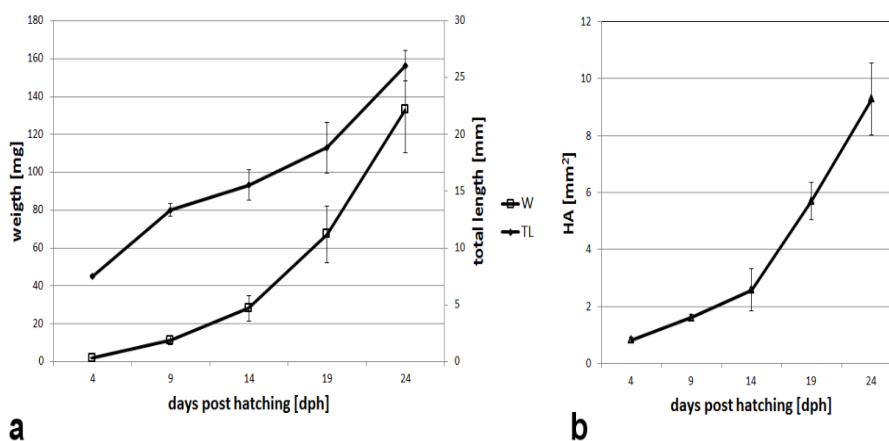 180
160
140
120
100
80
60
40
20
0
weigth [mg]
30
25
20
15
10
5
0
total length [mm]
4 9 14 19 24
days post hatching [dph]
W
TL
a
12
10
8
6
4
2
0
HA [mm²]
4 9 14 19 24
days post hatching [dph]
b